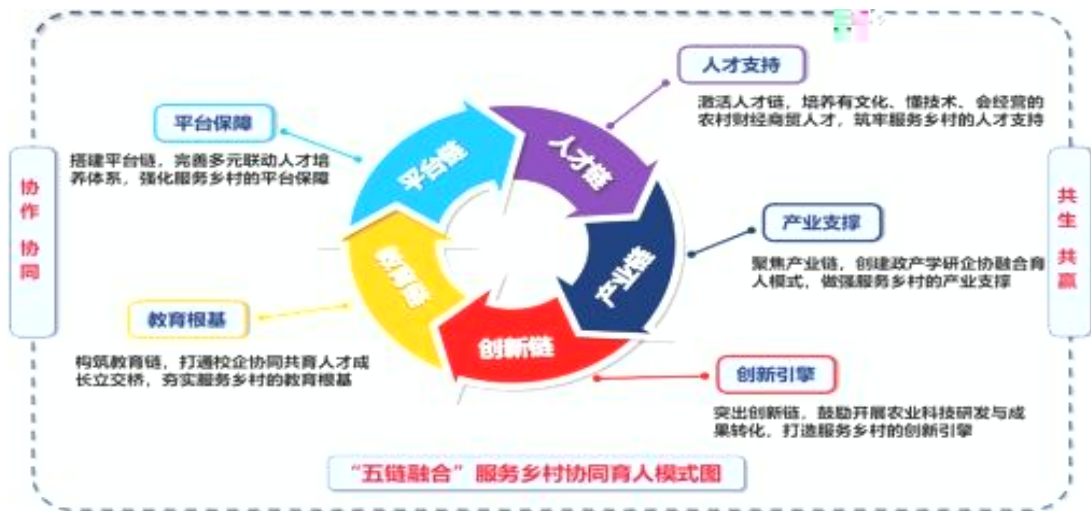 人才支持
激活人才链，培养有文化、懂技术、会经营的
农村财经商贸人才，筑牢服务乡村的人才支持
平台保障
搭建平台链，完善多元联动人才培
养体系，强化服务乡村的平台保障
平台链
人才链
协作 协同
共生 共赢
产业支撑
聚焦产业链，创建政产学研企协融合育
人模式，做强服务乡村的产业支撑
教育链
产业链
创新链
教育根基
构筑教育链，打通校企协同共育人才成
长立交桥，夯实服务乡村的教育根基
创新引擎
突出创新链，鼓励开展农业科技研发与成
果转化，打造服务乡村的创新引擎
“五链融合”服务乡村协同育人模式图